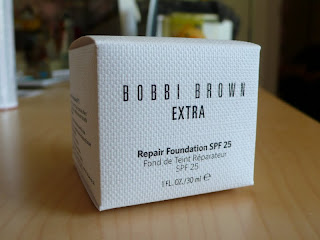 BOBBI BROWN
EXTRA
Repair Foundation SPF 25
Fond de Teint Réparateur
SPF 25
1 FL. OZ./30 ml ℮